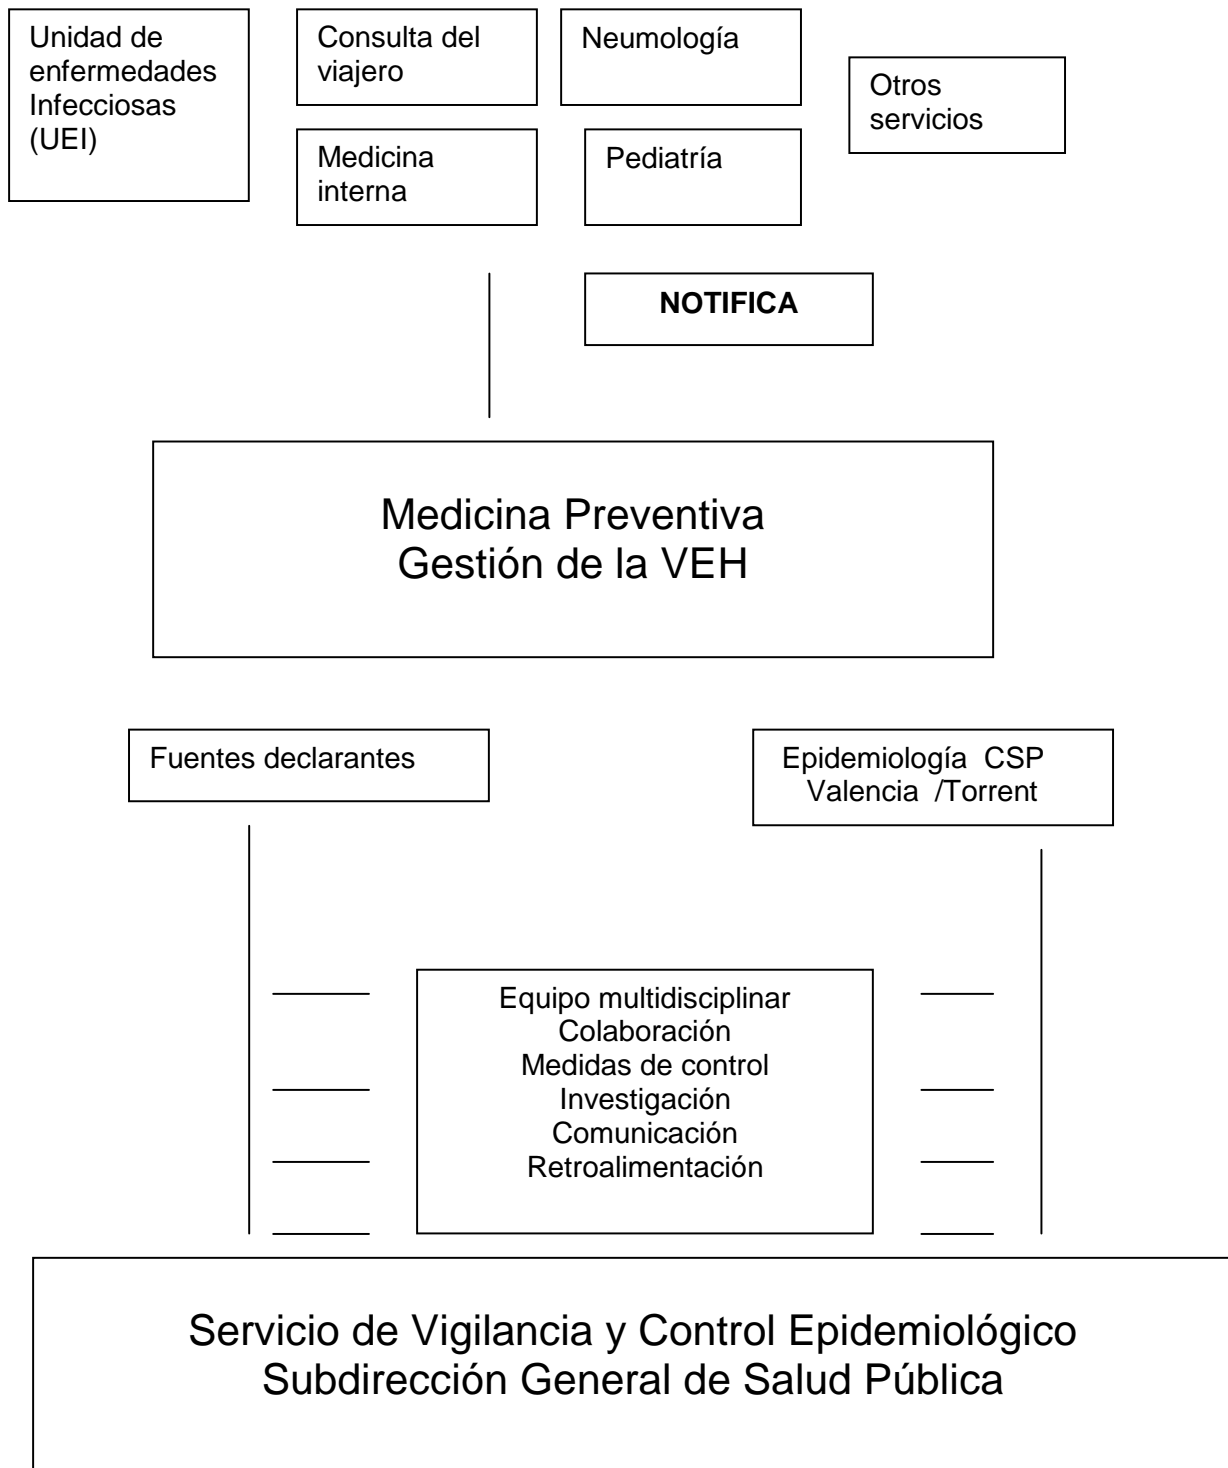 Unidad de
enfermedades
Infecciosas
(UEI)
Consulta del
viajero
Neumología
Otros
servicios
Medicina
interna
Pediatría
NOTIFICA
Medicina Preventiva
Gestión de la VEH
Fuentes declarantes
Epidemiología CSP
Valencia /Torrent
Equipo multidisciplinar
Colaboración
Medidas de control
Investigación
Comunicación
Retroalimentación
Servicio de Vigilancia y Control Epidemiológico
Subdirección General de Salud Pública